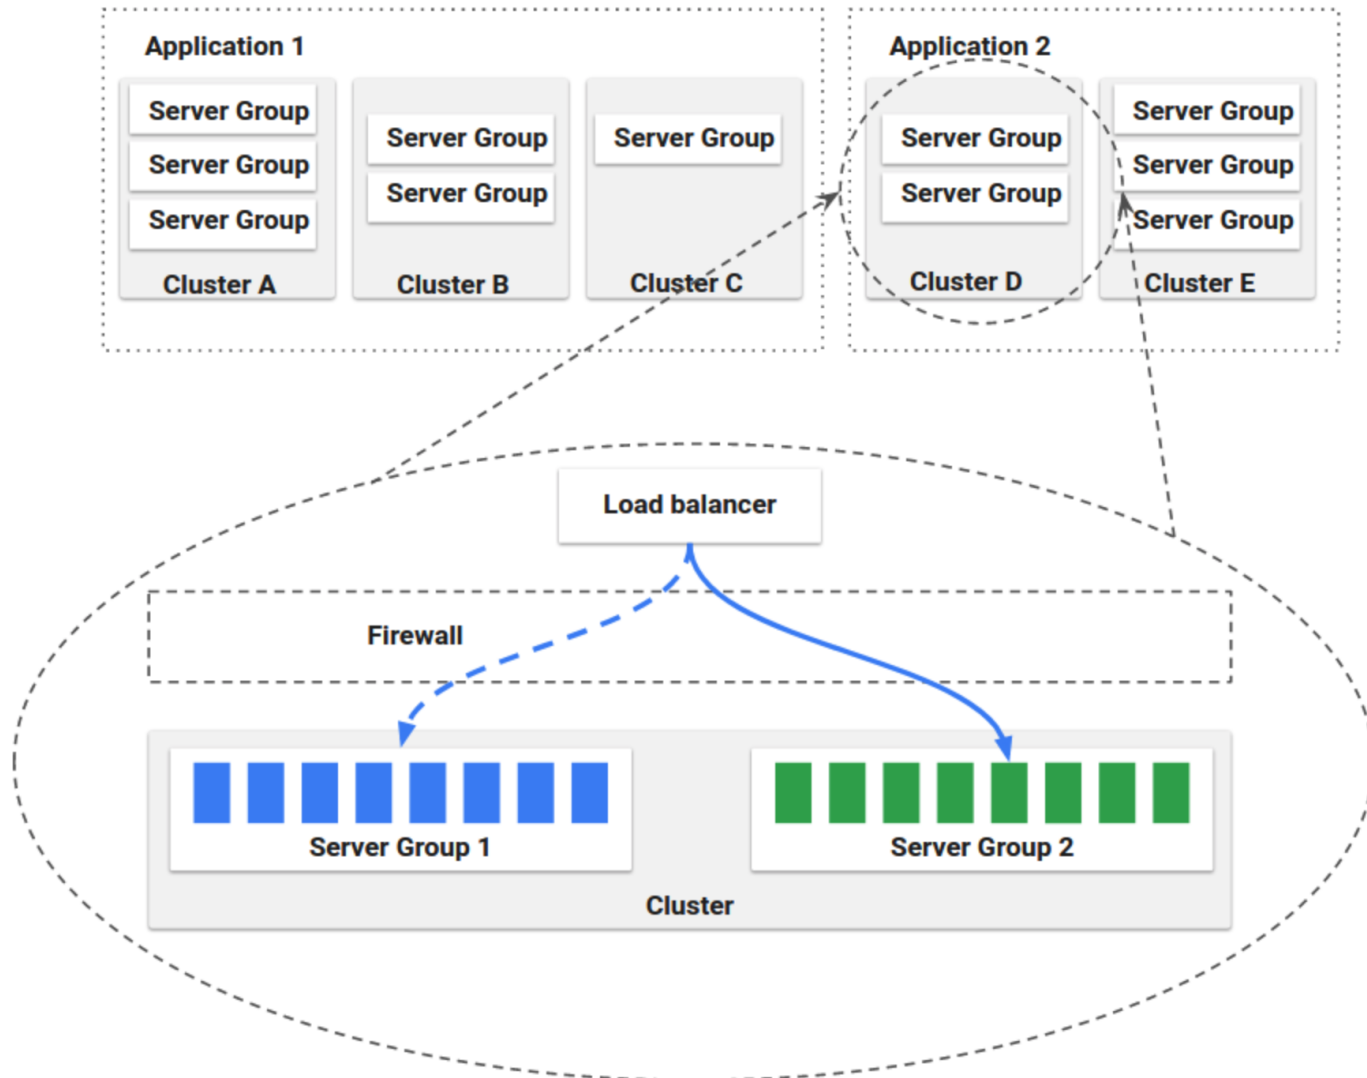 Application 1
Server Group
Server Group
Server Group
Cluster A
Server Group
Server Group
Cluster B
Server Group
Cluster C
Application 2
Server Group
Server Group
Cluster D
Server Group
Server Group
Server Group
Cluster E
Load balancer
Firewall
Server Group 1
Server Group 2
Cluster